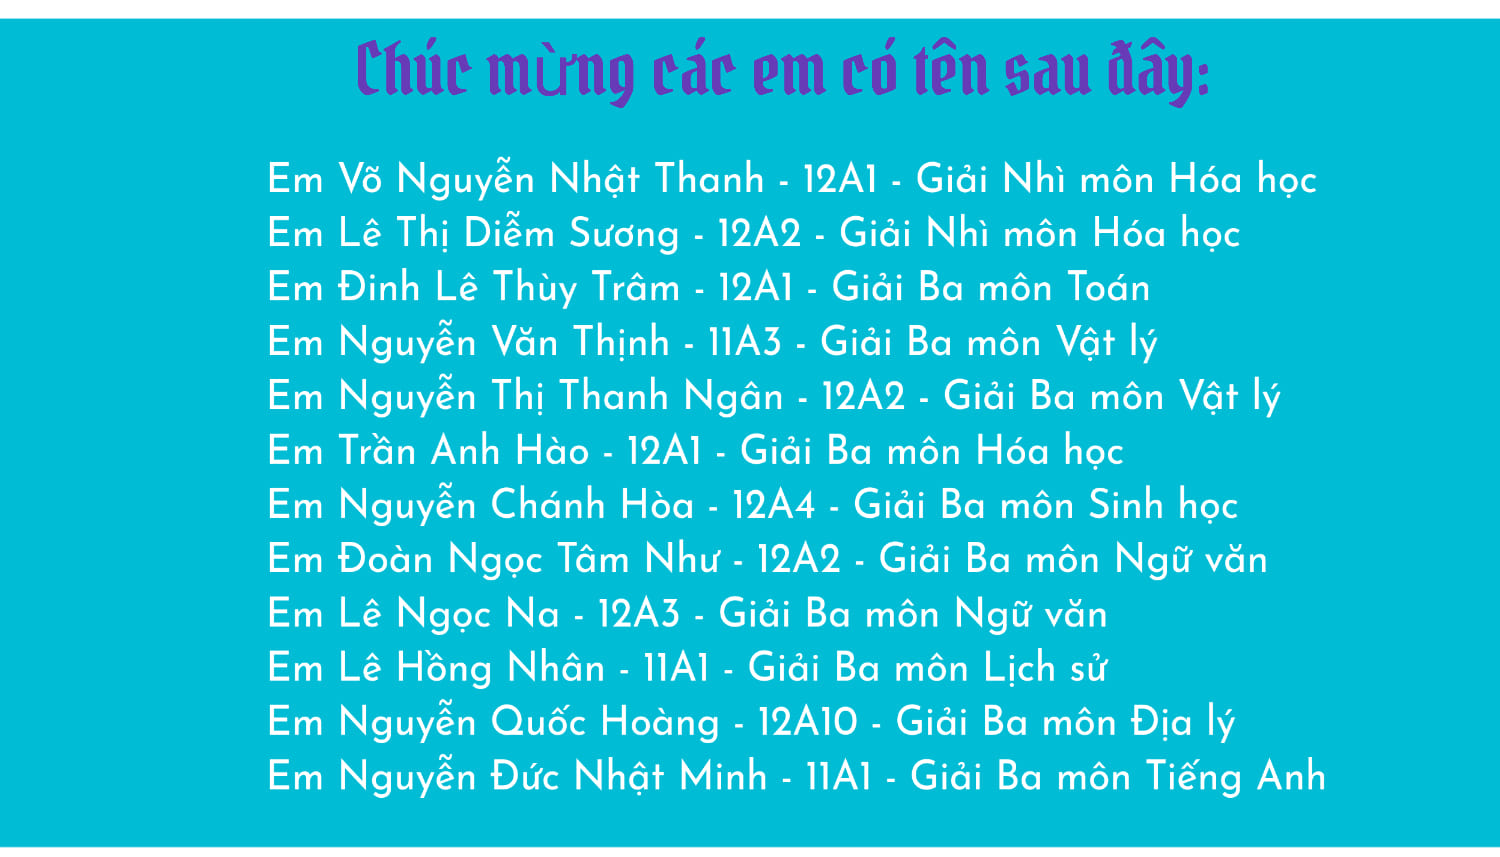 Chúc mừng các em có tên sau đây:
Em Võ Nguyễn Nhật Thanh - 12A1 - Giải Nhì môn Hóa học
Em Lê Thị Diễm Sương - 12A2 - Giải Nhì môn Hóa học
Em Đinh Lê Thùy Trâm - 12A1 - Giải Ba môn Toán
Em Nguyễn Văn Thịnh - 11A3 - Giải Ba môn Vật lý
Em Nguyễn Thị Thanh Ngân - 12A2 - Giải Ba môn Vật lý
Em Trần Anh Hào - 12A1 - Giải Ba môn Hóa học
Em Nguyễn Chánh Hòa - 12A4 - Giải Ba môn Sinh học
Em Đoàn Ngọc Tâm Như - 12A2 - Giải Ba môn Ngữ văn
Em Lê Ngọc Na - 12A3 - Giải Ba môn Ngữ văn
Em Lê Hồng Nhân - 11A1 - Giải Ba môn Lịch sử
Em Nguyễn Quốc Hoàng - 12A10 - Giải Ba môn Địa lý
Em Nguyễn Đức Nhật Minh - 11A1 - Giải Ba môn Tiếng Anh